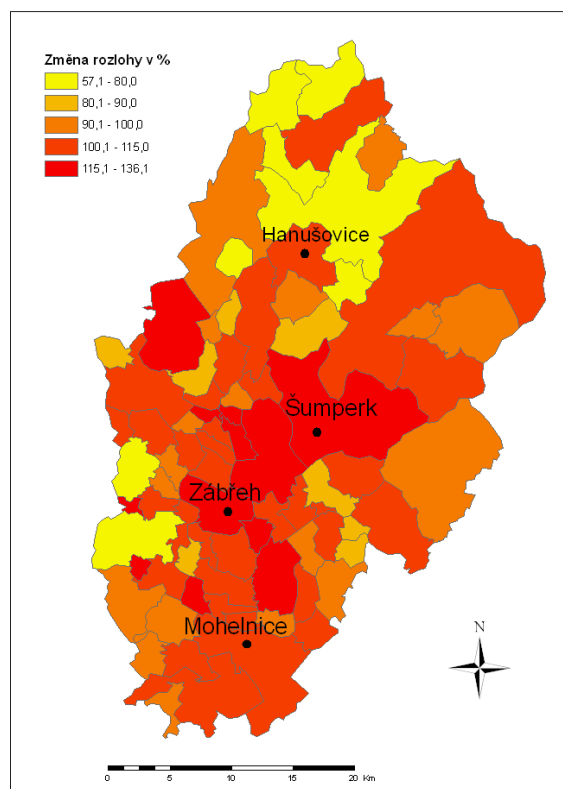 Změna rozlohy v %
57,1 - 80,0
80,1 - 90,0
90,1 - 100,0
100,1 - 115,0
115,1 - 136,1
Hanušovice
Šumperk
Zábřeh
Mohelnice
N
0 5 10 20 Km